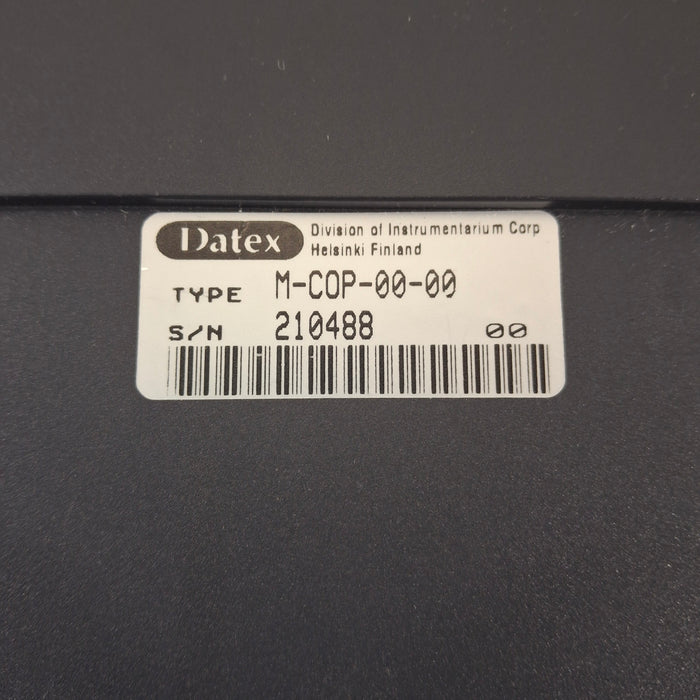 Datex Division of Instrumentarium Corp
Helsinki Finland
TYPE M-COP-00-00
S/N 210488 00